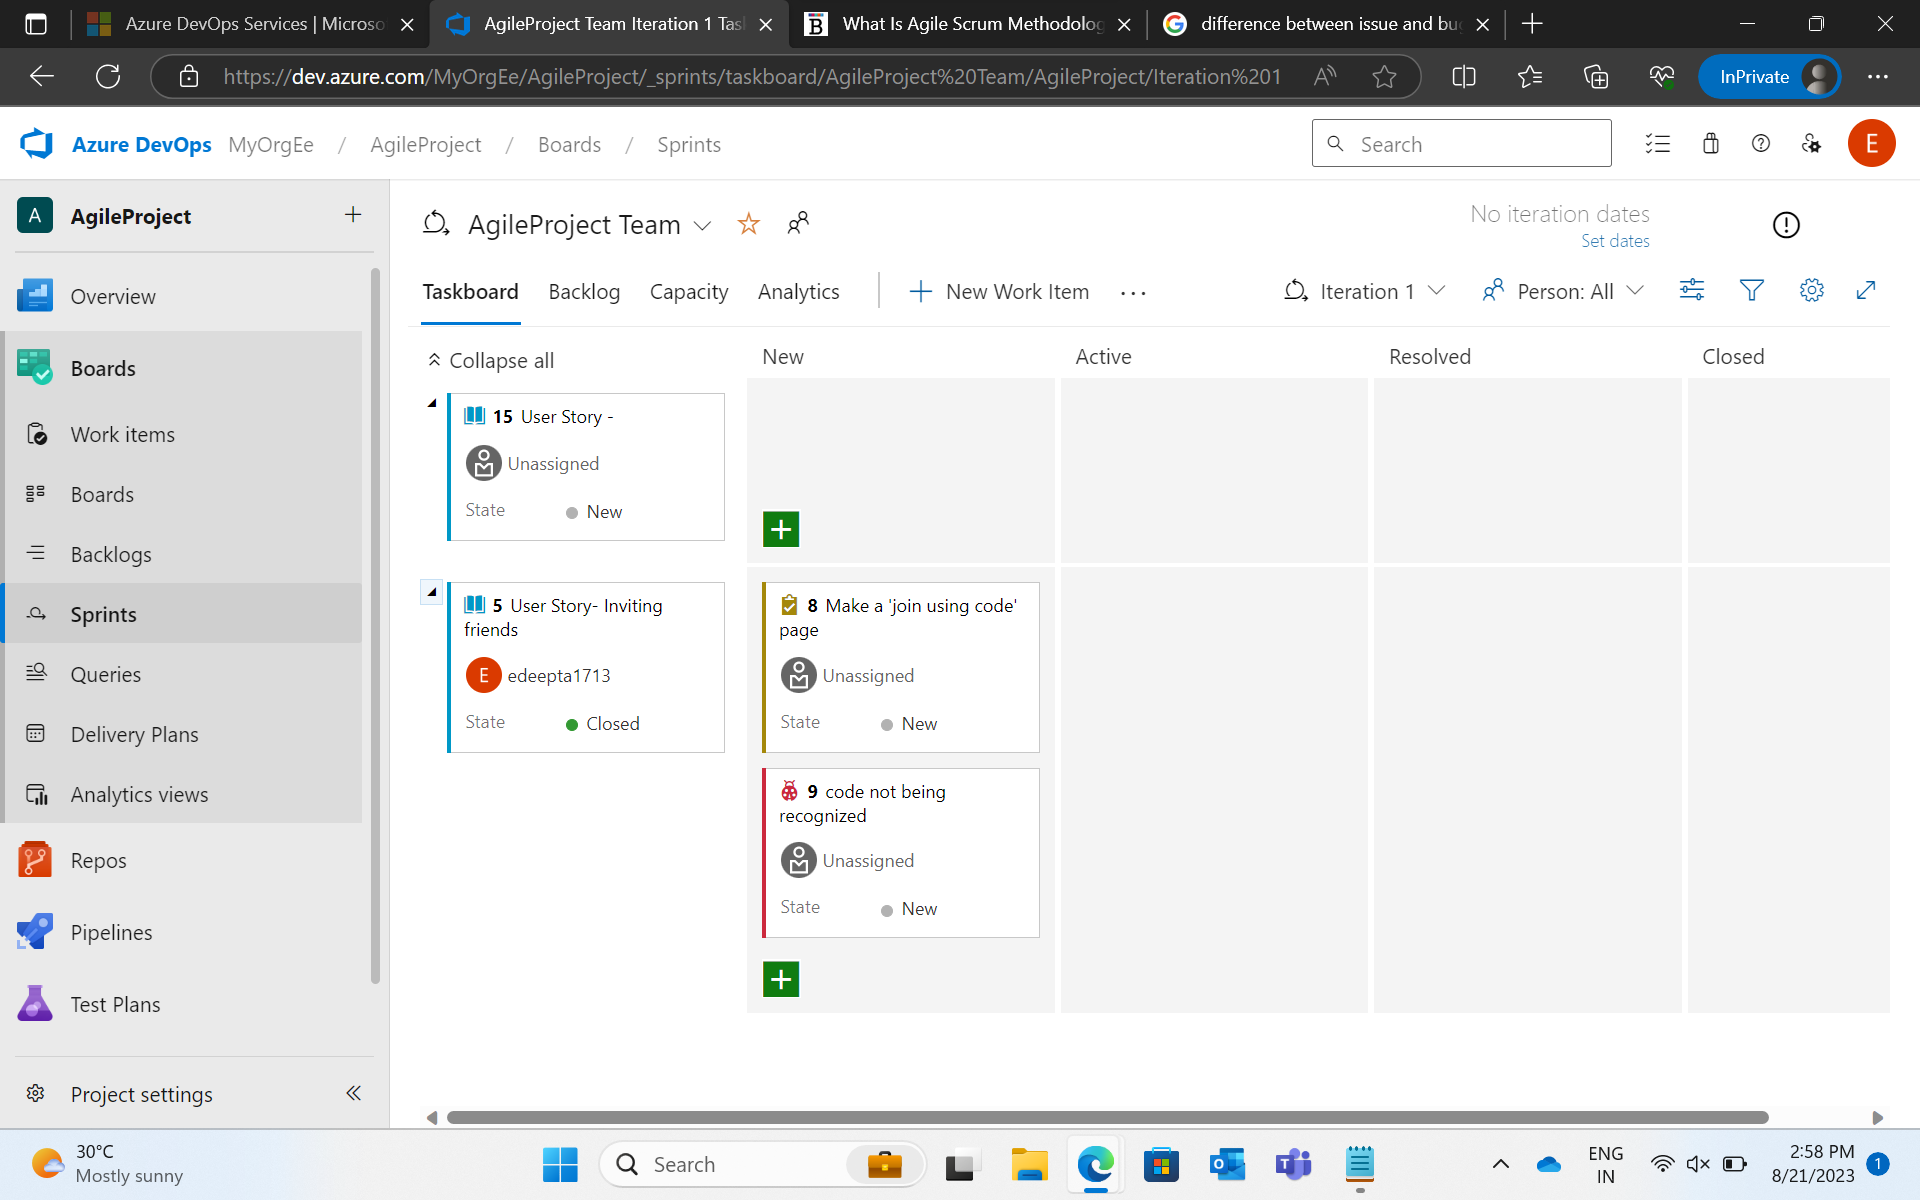 Azure DevOps Services | Microso
AgileProject Team Iteration 1 Task
What Is Agile Scrum Methodolog
difference between issue and bug
https://dev.azure.com/MyOrgEe/AgileProject/_sprints/taskboard/AgileProject%20Team/AgileProject/Iteration%201
InPrivate
Azure DevOps MyOrgEe / AgileProject / Boards / Sprints
Search
E
A AgileProject
Overview
Boards
Work items
Boards
Backlogs
Sprints
Queries
Delivery Plans
Analytics views
Repos
Pipelines
Test Plans
Project settings
AgileProject Team
No iteration dates
Set dates
Taskboard Backlog Capacity Analytics New Work Item
Iteration 1 Person: All
Collapse all
New Active Resolved Closed
15 User Story -
Unassigned
State New
5 User Story- Inviting
friends
E edeepta1713
State Closed
8 Make a 'join using code'
page
Unassigned
State New
9 code not being
recognized
Unassigned
State New
30°C
Mostly sunny
Search
ENG
IN
2:58 PM
8/21/2023
1